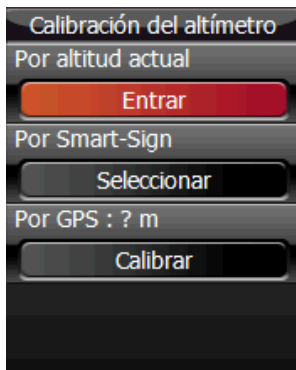 Calibración del altímetro
Por altitud actual
Entrar
Por Smart-Sign
Seleccionar
Por GPS : ? m
Calibrar